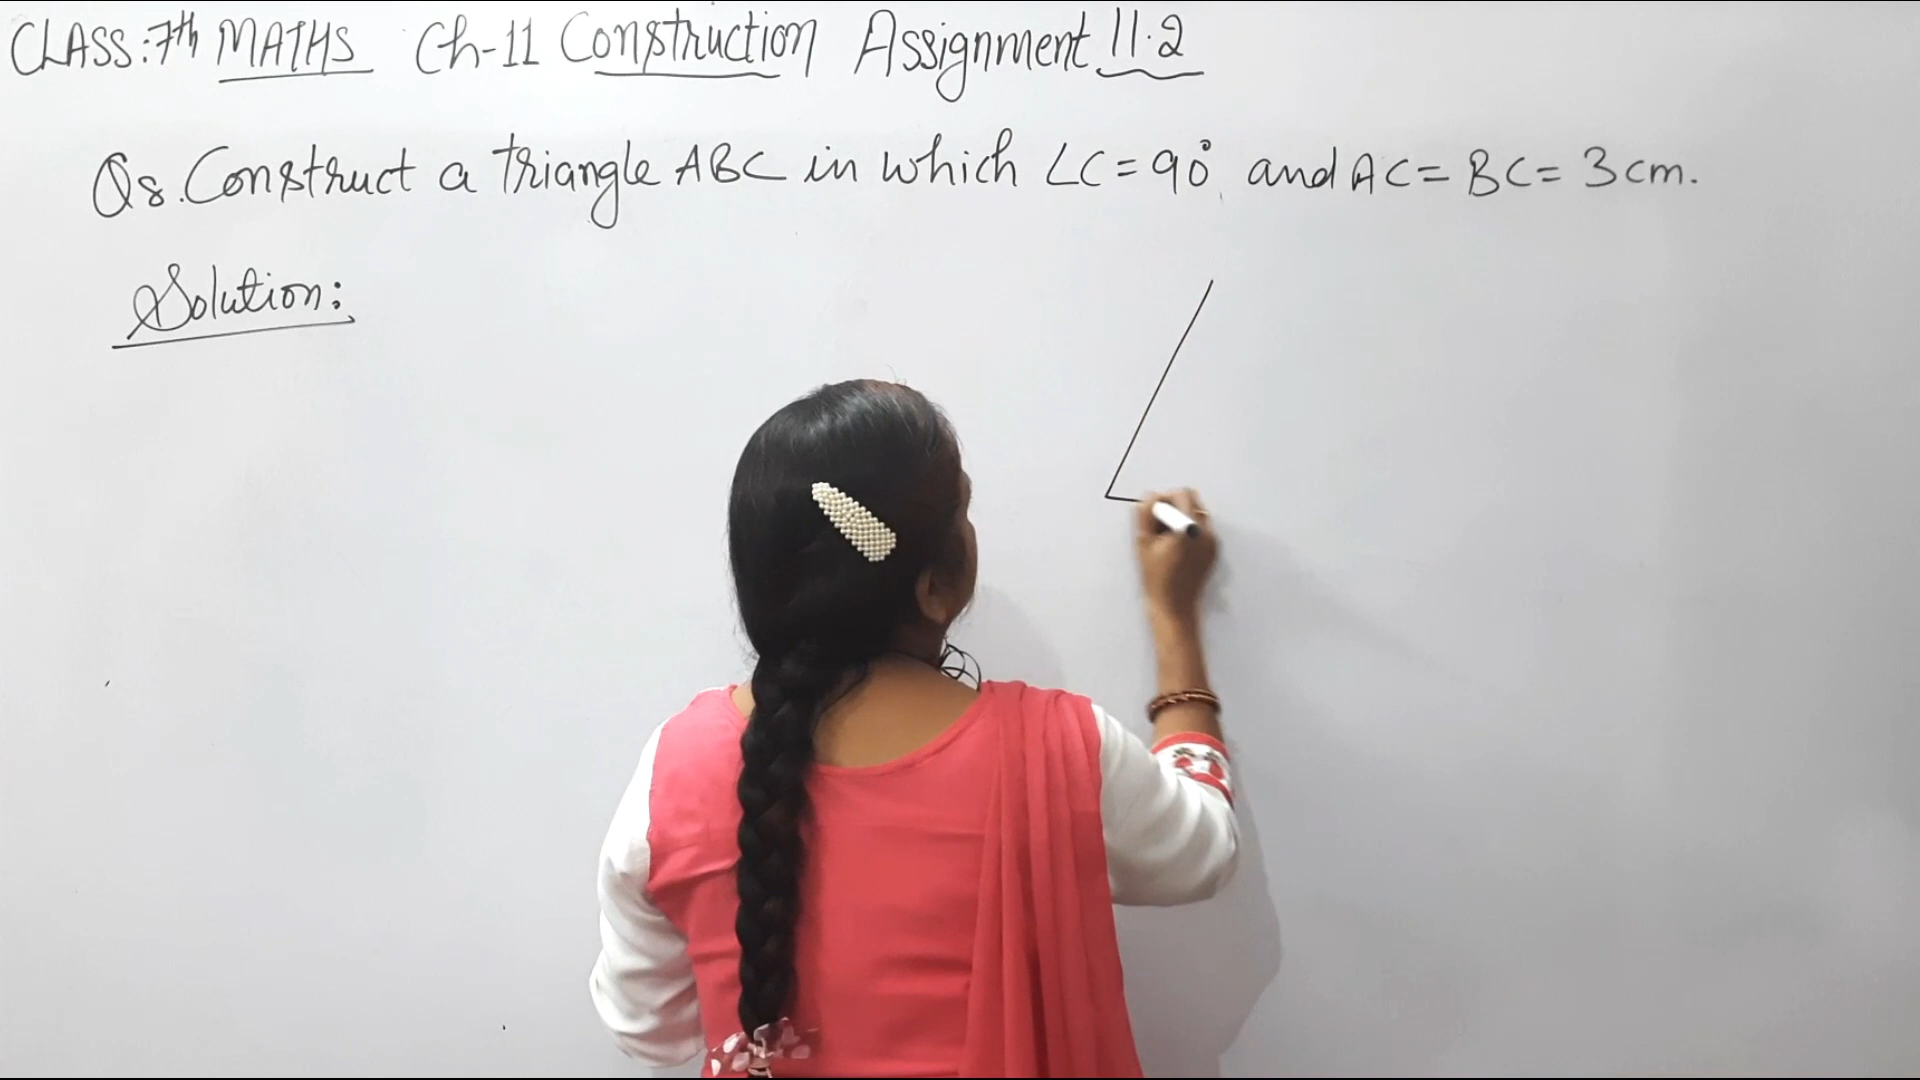 CLASS:7th MATHS Ch-11 Construction Assignment 11.2
Q8. Construct a triangle ABC in which ∠C = 90° and AC = BC = 3cm.
Solution: